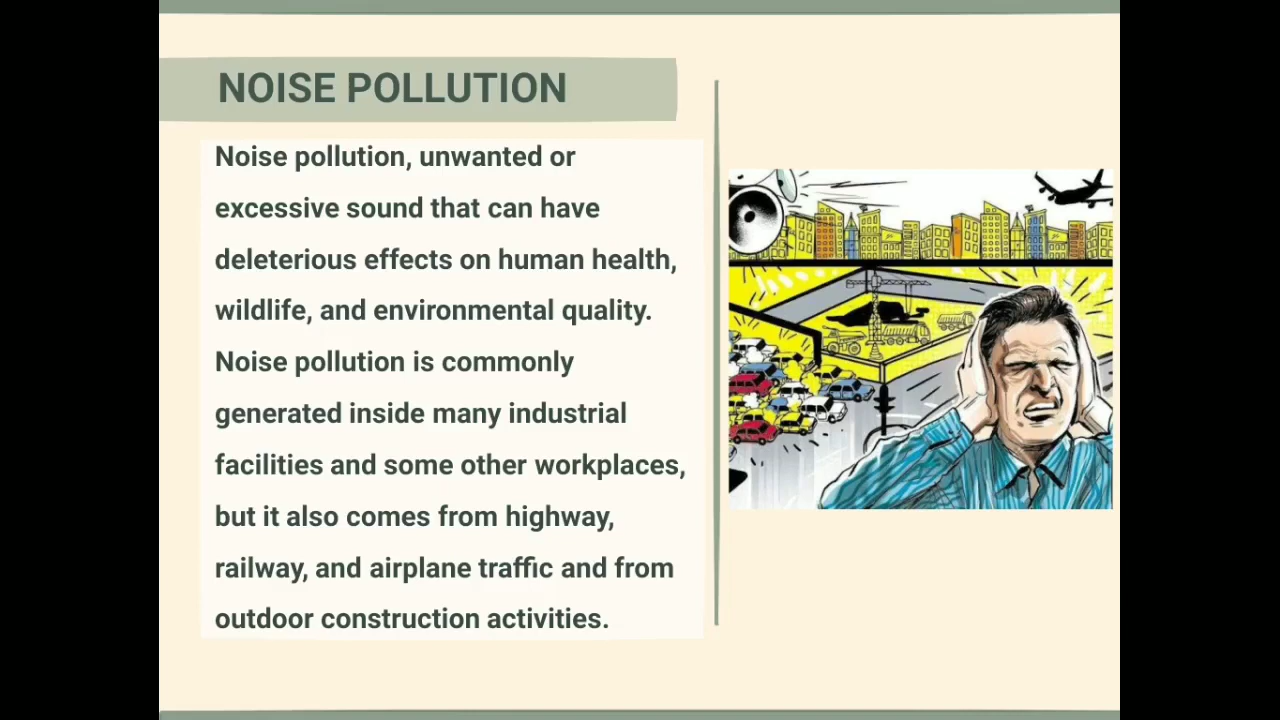 NOISE POLLUTION
Noise pollution, unwanted or
excessive sound that can have
deleterious effects on human health,
wildlife, and environmental quality.
Noise pollution is commonly
generated inside many industrial
facilities and some other workplaces,
but it also comes from highway,
railway, and airplane traffic and from
outdoor construction activities.